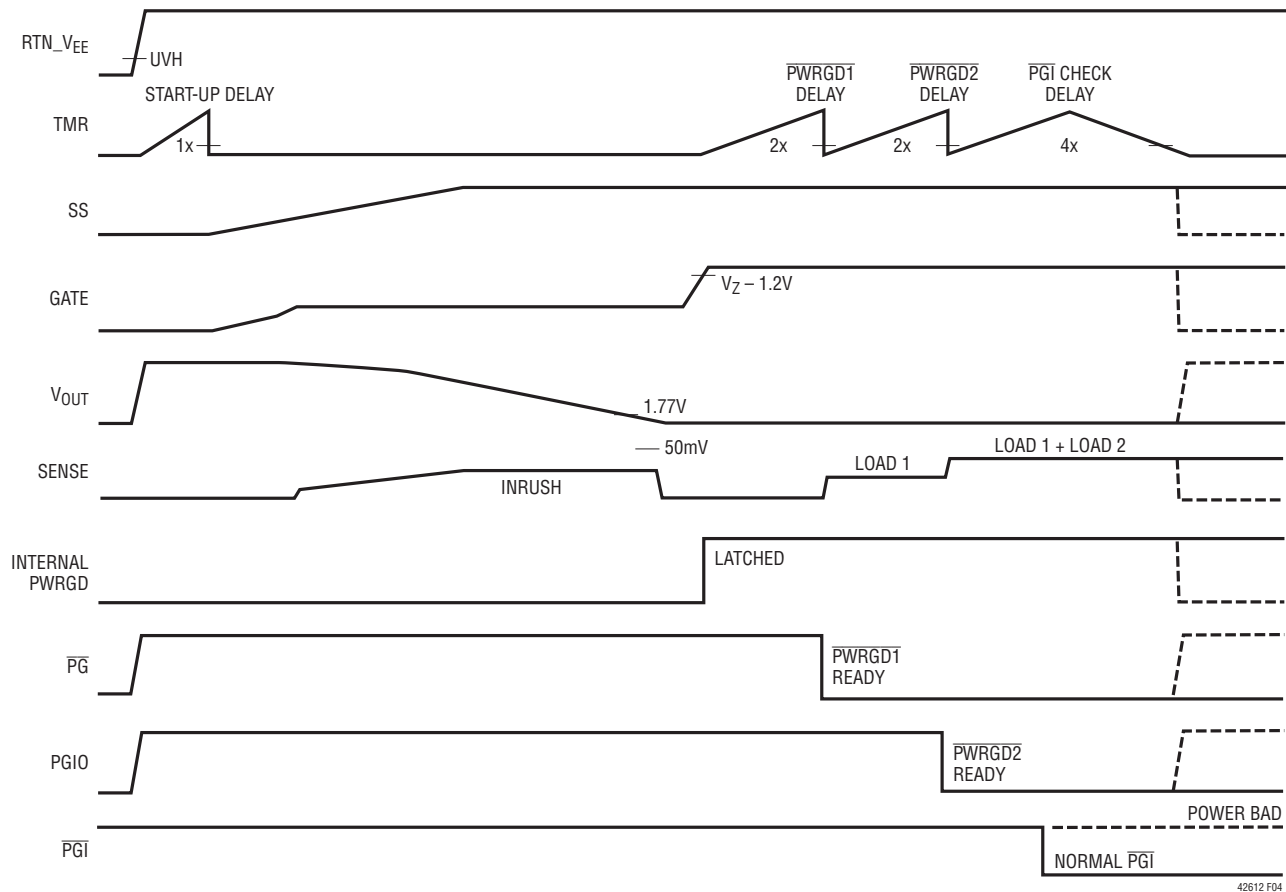 RTN_VEE
UVH
START-UP DELAY
TMR
1x
PWRGD1
DELAY
PWRGD2
DELAY
PGI CHECK
DELAY
2x
2x
4x
SS
GATE
VZ – 1.2V
VOUT
1.77V
50mV
SENSE
INRUSH
LOAD 1
LOAD 1 + LOAD 2
INTERNAL
PWRGD
LATCHED
PG
PWRGD1
READY
PGIO
PWRGD2
READY
POWER BAD
PGI
NORMAL PGI
42612 F04